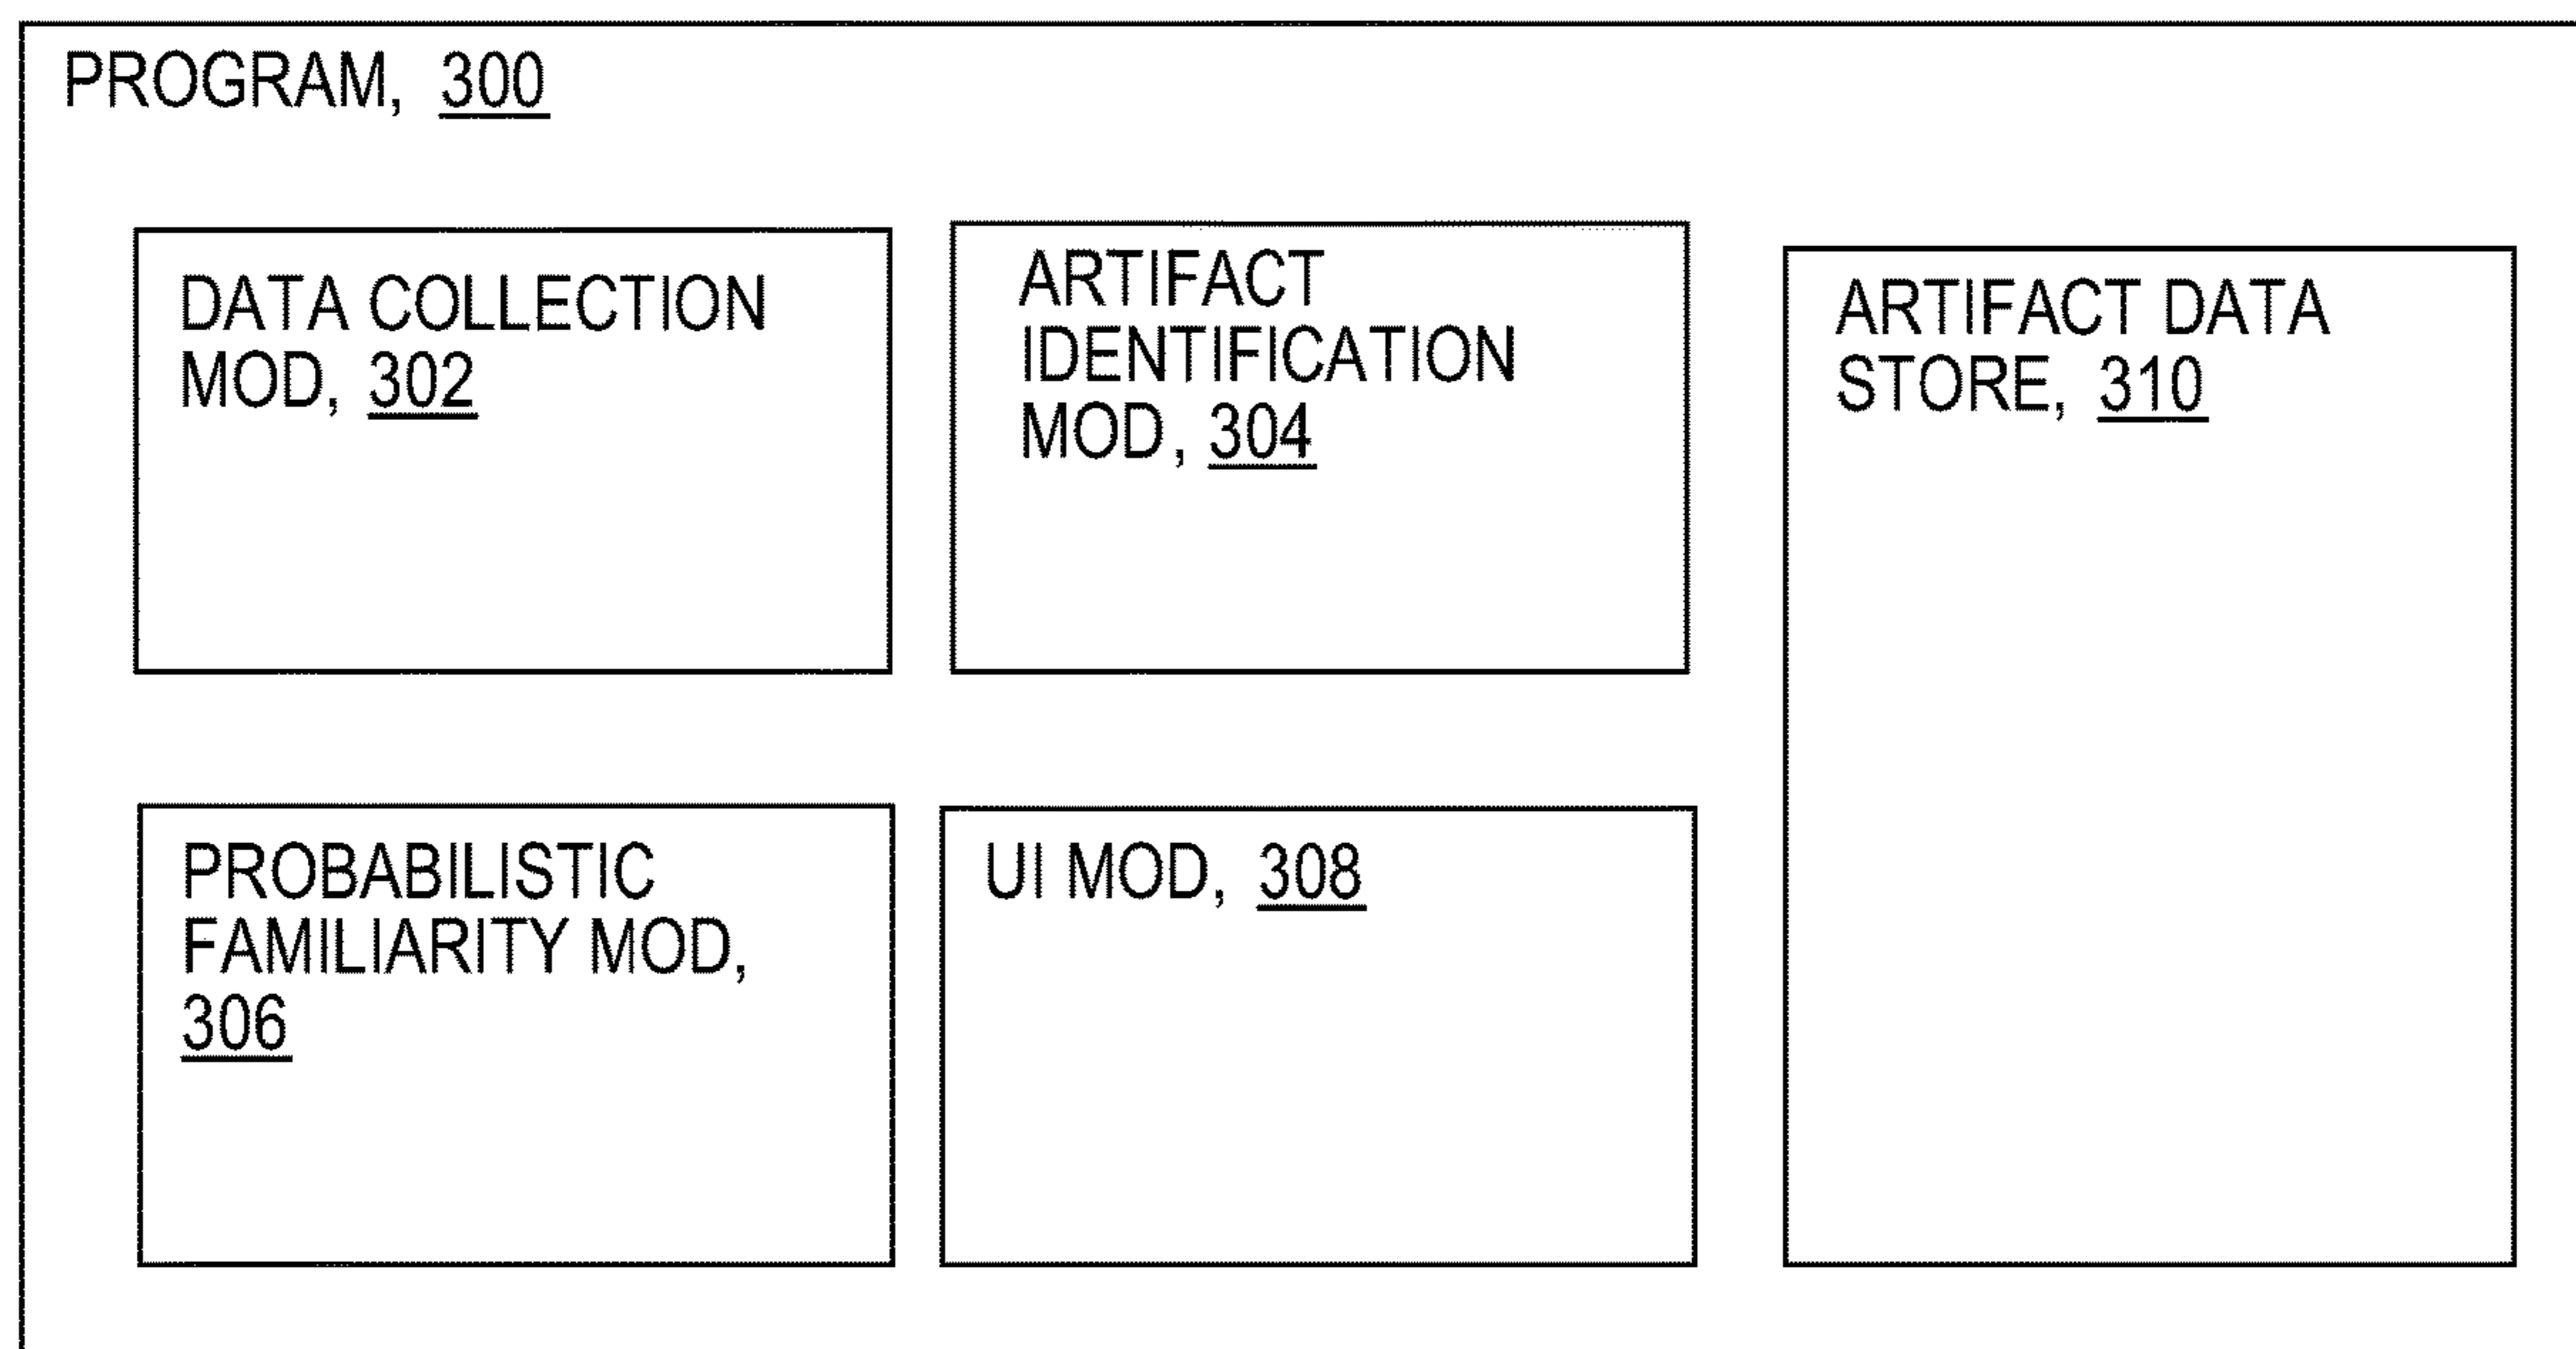 PROGRAM, 300
DATA COLLECTION
MOD, 302
ARTIFACT
IDENTIFICATION
MOD, 304
ARTIFACT DATA
STORE, 310
PROBABILISTIC
FAMILIARITY MOD,
306
UI MOD, 308